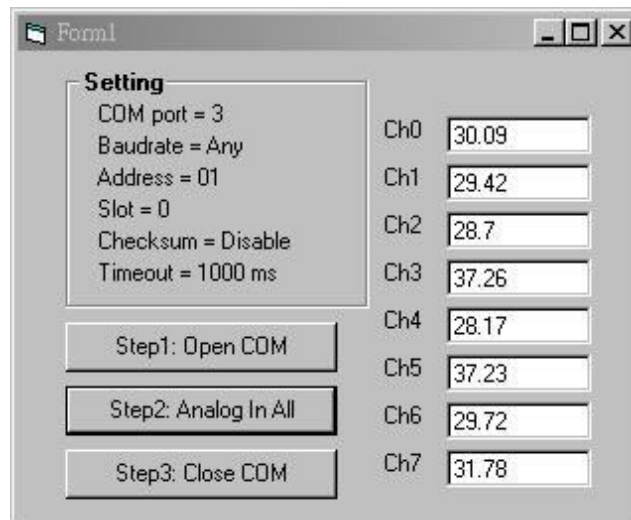 Form1
Setting
COM port = 3
Baudrate = Any
Address = 01
Slot = 0
Checksum = Disable
Timeout = 1000 ms
Step1: Open COM
Step2: Analog In All
Step3: Close COM
Ch0 30.09
Ch1 29.42
Ch2 28.7
Ch3 37.26
Ch4 28.17
Ch5 37.23
Ch6 29.72
Ch7 31.78